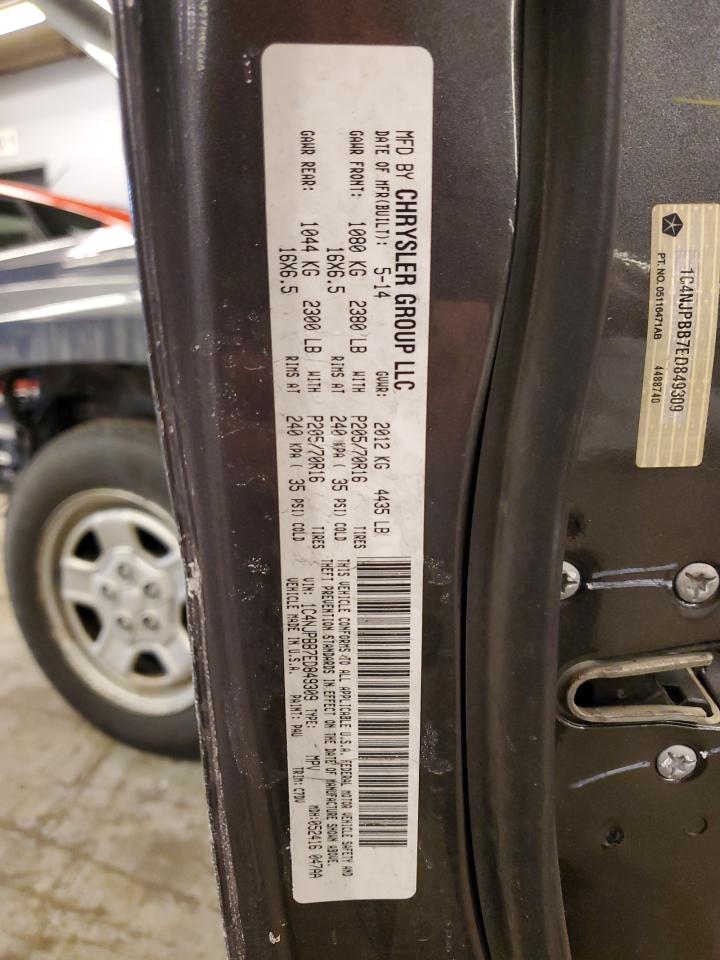 MFD BY CHRYSLER GROUP LLC
DATE OF MFR(BUILT): 5-14 GVWR: 2012 KG 4435 LB
GAWR FRONT: 1080 KG 2380 LB WITH P205/70R16 TIRES
16X6.5 RIMS AT 240 KPA ( 35 PSI) COLD
GAWR REAR: 1044 KG 2300 LB WITH P205/70R16 TIRES
16X6.5 RIMS AT 240 KPA ( 35 PSI) COLD
THIS VEHICLE CONFORMS TO ALL APPLICABLE U.S.A. FEDERAL MOTOR VEHICLE SAFETY AND
THEFT PREVENTION STANDARDS IN EFFECT ON THE DATE OF MANUFACTURE SHOWN ABOVE.
VIN: 1C4NJPBB7ED849309 TYPE: MPV MDH:052416 047AA
VEHICLE MADE IN U.S.A. PAINT: PAU TRIM: C7DV
1C4NJPBB7ED849309
PT. NO. 05116471AB 4488740